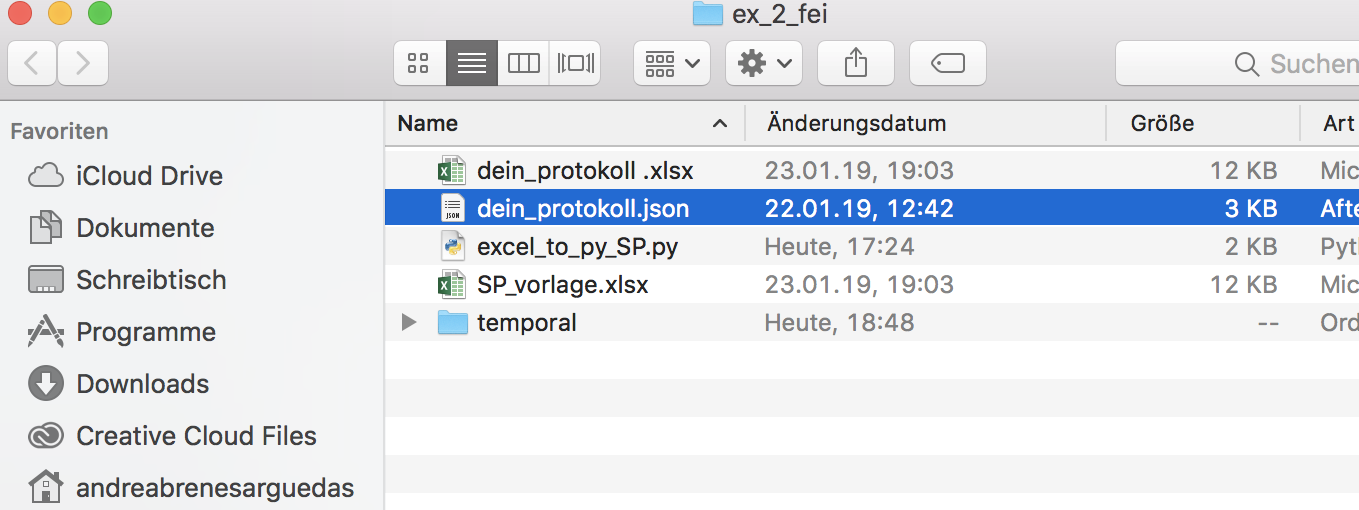 ex_2_fei
Suchen
Favoriten
iCloud Drive
Dokumente
Schreibtisch
Programme
Downloads
Creative Cloud Files
andreabrenesarguedas
Name Änderungsdatum Größe Art
dein_protokoll .xlsx 23.01.19, 19:03 12 KB Mic
JSON dein_protokoll.json 22.01.19, 12:42 3 KB Afte
excel_to_py_SP.py Heute, 17:24 2 KB Pyt
SP_vorlage.xlsx 23.01.19, 19:03 12 KB Mic
temporal Heute, 18:48 -- Ord